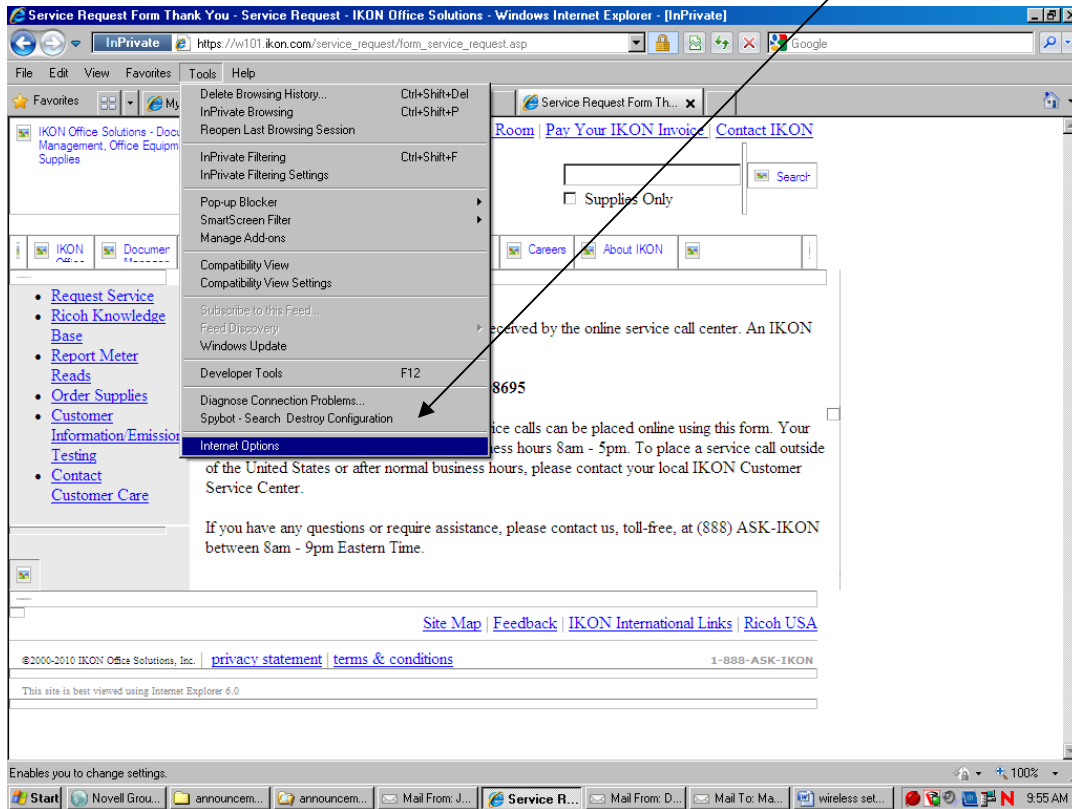 Service Request Form Thank You - Service Request - IKON Office Solutions - Windows Internet Explorer - [InPrivate]
InPrivate https://w101.ikon.com/service_request/form_service_request.asp Google
File Edit View Favorites Tools Help
Favorites My Service Request Form Th...
Delete Browsing History... Ctrl+Shift+Del
InPrivate Browsing Ctrl+Shift+P
Reopen Last Browsing Session
InPrivate Filtering Ctrl+Shift+F
InPrivate Filtering Settings
Pop-up Blocker
SmartScreen Filter
Manage Add-ons
Compatibility View
Compatibility View Settings
Subscribe to this Feed...
Feed Discovery
Windows Update
Developer Tools F12
Diagnose Connection Problems...
Spybot - Search Destroy Configuration
Internet Options
IKON Office Solutions - Docu
Management, Office Equipm
Supplies
Room | Pay Your IKON Invoice | Contact IKON
Search
Supplies Only
IKON Documer Careers About IKON
Office
• Request Service
• Ricoh Knowledge
Base
• Report Meter
Reads
• Order Supplies
• Customer
Information/Emission
Testing
• Contact
Customer Care
eceived by the online service call center. An IKON
8695
ice calls can be placed online using this form. Your
ness hours 8am - 5pm. To place a service call outside
of the United States or after normal business hours, please contact your local IKON Customer
Service Center.
If you have any questions or require assistance, please contact us, toll-free, at (888) ASK-IKON
between 8am - 9pm Eastern Time.
Site Map | Feedback | IKON International Links | Ricoh USA
©2000-2010 IKON Office Solutions, Inc. | privacy statement | terms & conditions 1-888-ASK-IKON
This site is best viewed using Internet Explorer 6.0
Enables you to change settings. 100%
Start Novell Grou... announcem... announcem... Mail From: J... Service R... Mail From: D... Mail To: Ma... wireless set... 9:55 AM